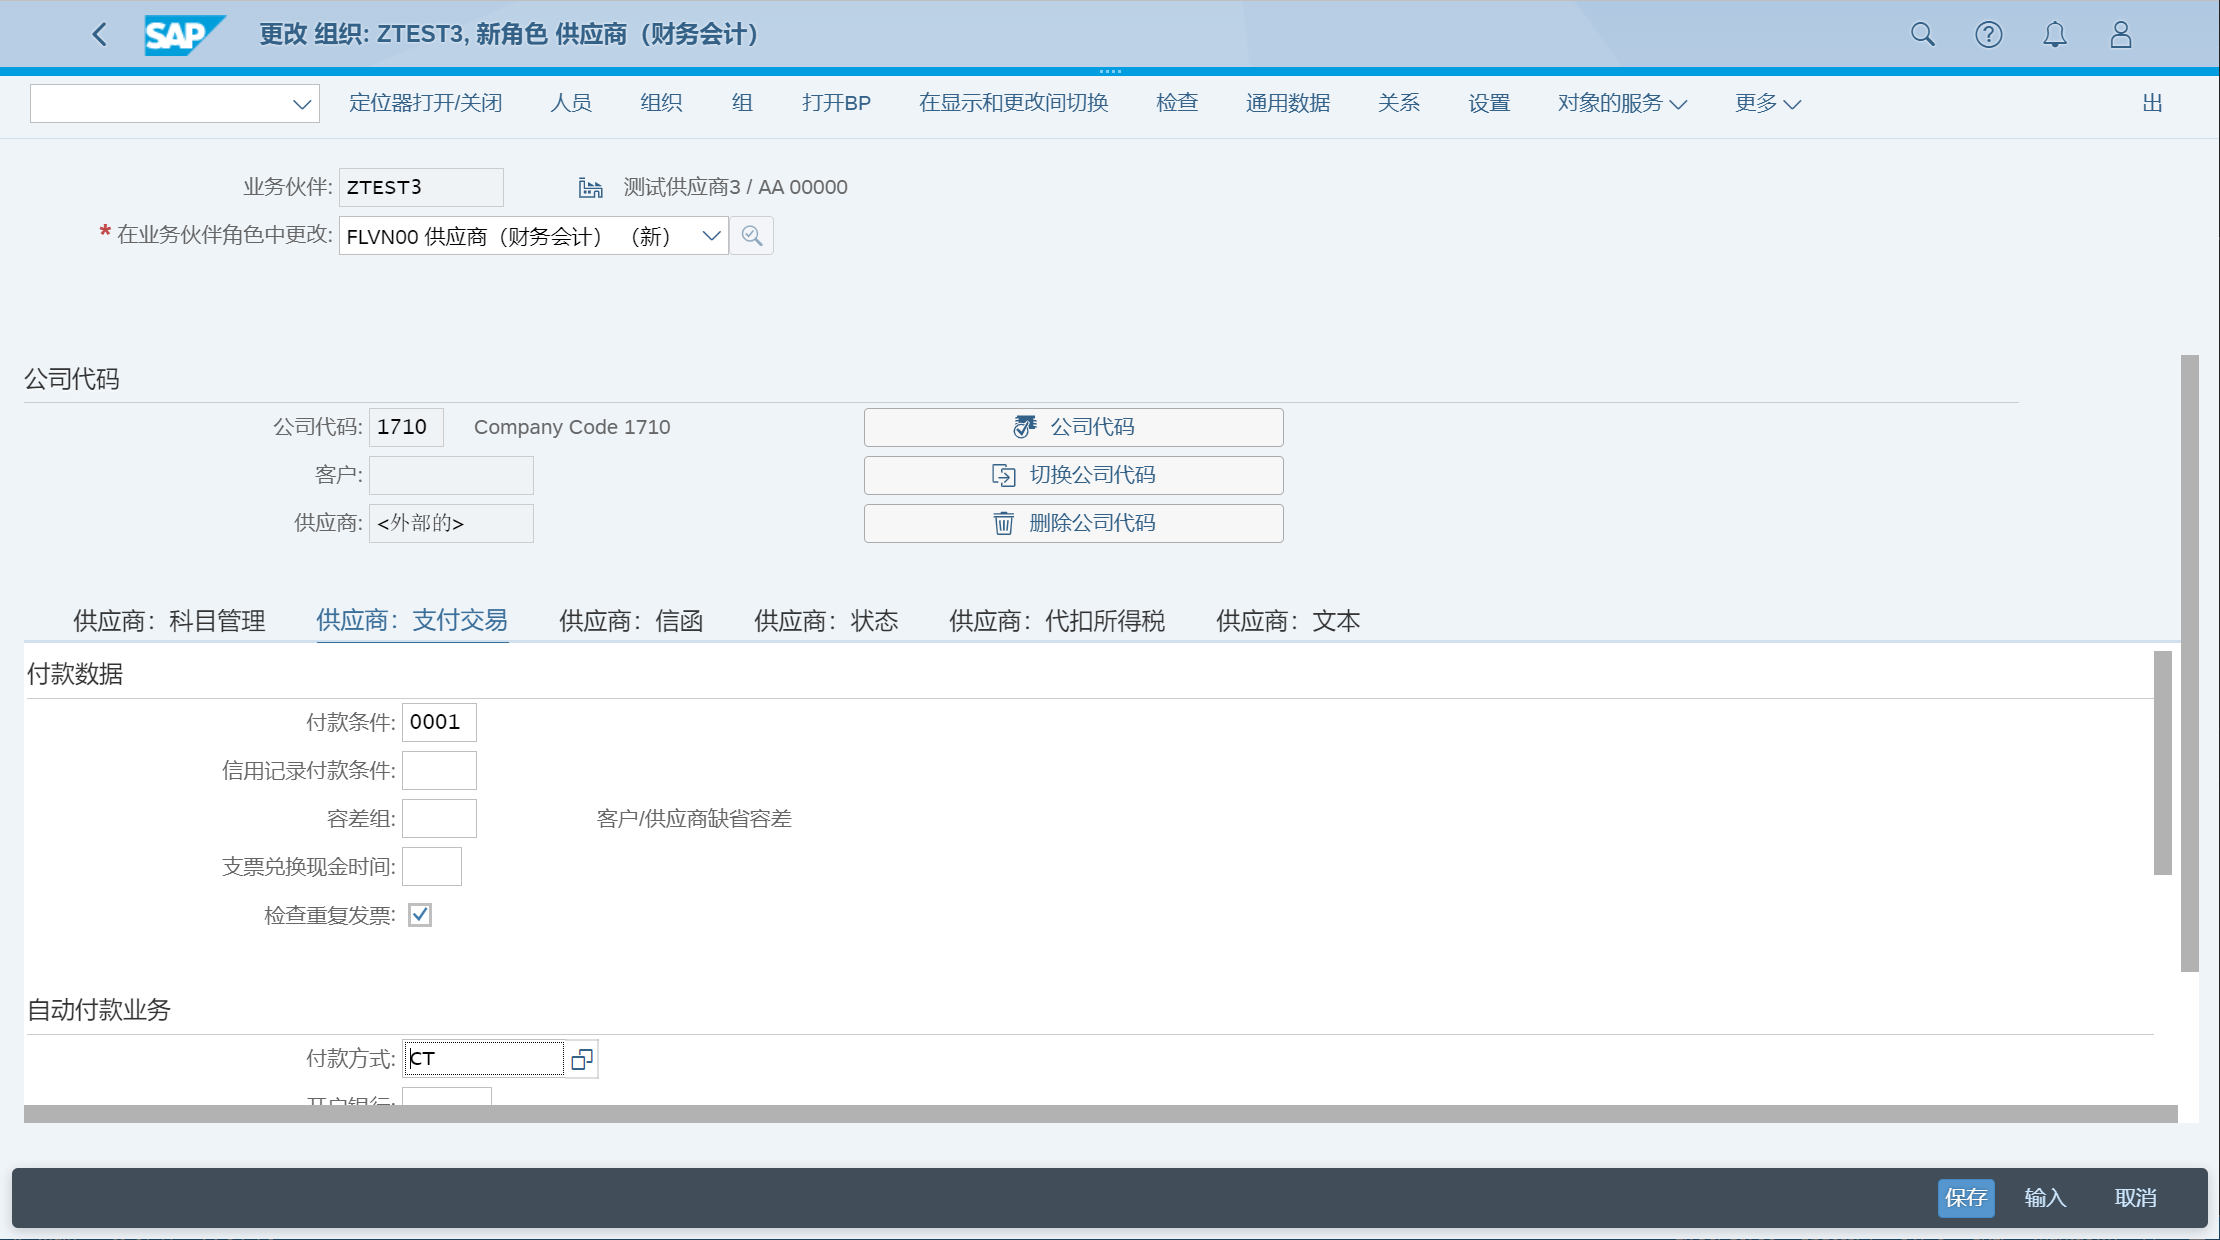 SAP 更改 组织: ZTEST3, 新角色 供应商（财务会计）
定位器打开/关闭 人员 组织 组 打开BP 在显示和更改间切换 检查 通用数据 关系 设置 对象的服务 更多 出
业务伙伴: ZTEST3 测试供应商3 / AA 00000
* 在业务伙伴角色中更改: FLVN00 供应商（财务会计） （新）
公司代码
公司代码: 1710 Company Code 1710 公司代码
客户: 切换公司代码
供应商: <外部的> 删除公司代码
供应商：科目管理 供应商：支付交易 供应商：信函 供应商：状态 供应商：代扣所得税 供应商：文本
付款数据
付款条件: 0001
信用记录付款条件:
容差组: 客户/供应商缺省容差
支票兑换现金时间:
检查重复发票:
自动付款业务
付款方式: CT
开户银行:
保存 输入 取消